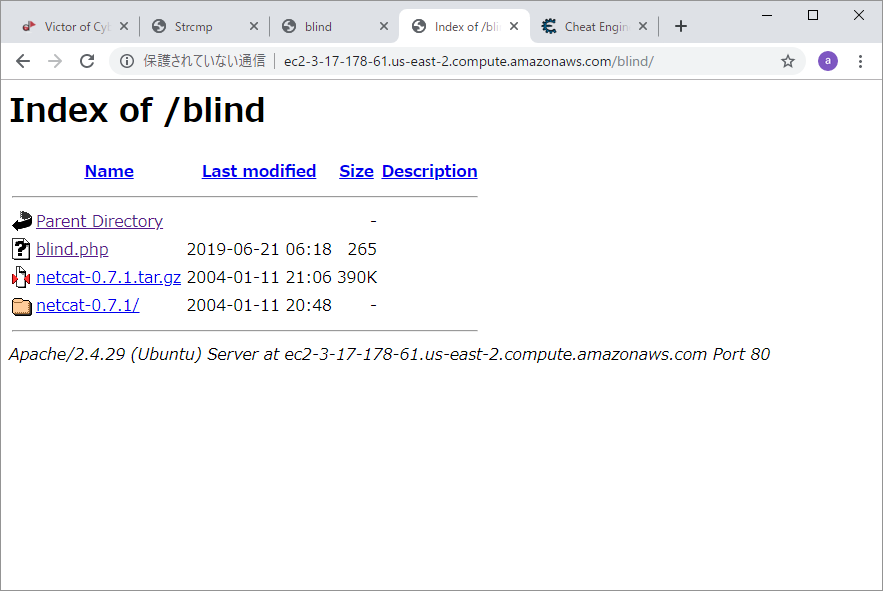 Victor of Cyb
Strcmp
blind
Index of /blin
Cheat Engine
保護されていない通信 ec2-3-17-178-61.us-east-2.compute.amazonaws.com/blind/
a
Index of /blind
Name Last modified Size Description
Parent Directory -
blind.php 2019-06-21 06:18 265
netcat-0.7.1.tar.gz 2004-01-11 21:06 390K
netcat-0.7.1/ 2004-01-11 20:48 -
Apache/2.4.29 (Ubuntu) Server at ec2-3-17-178-61.us-east-2.compute.amazonaws.com Port 80